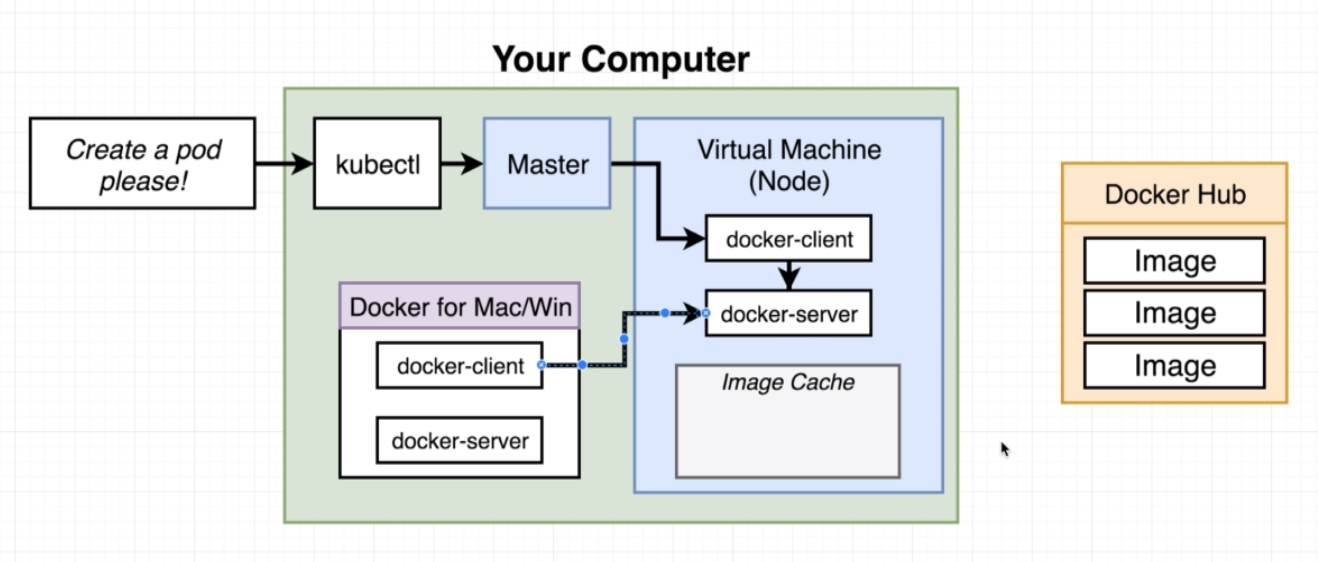 Your Computer
Create a pod
please!
kubectl
Master
Virtual Machine
(Node)
docker-client
docker-server
Image Cache
Docker for Mac/Win
docker-client
docker-server
Docker Hub
Image
Image
Image